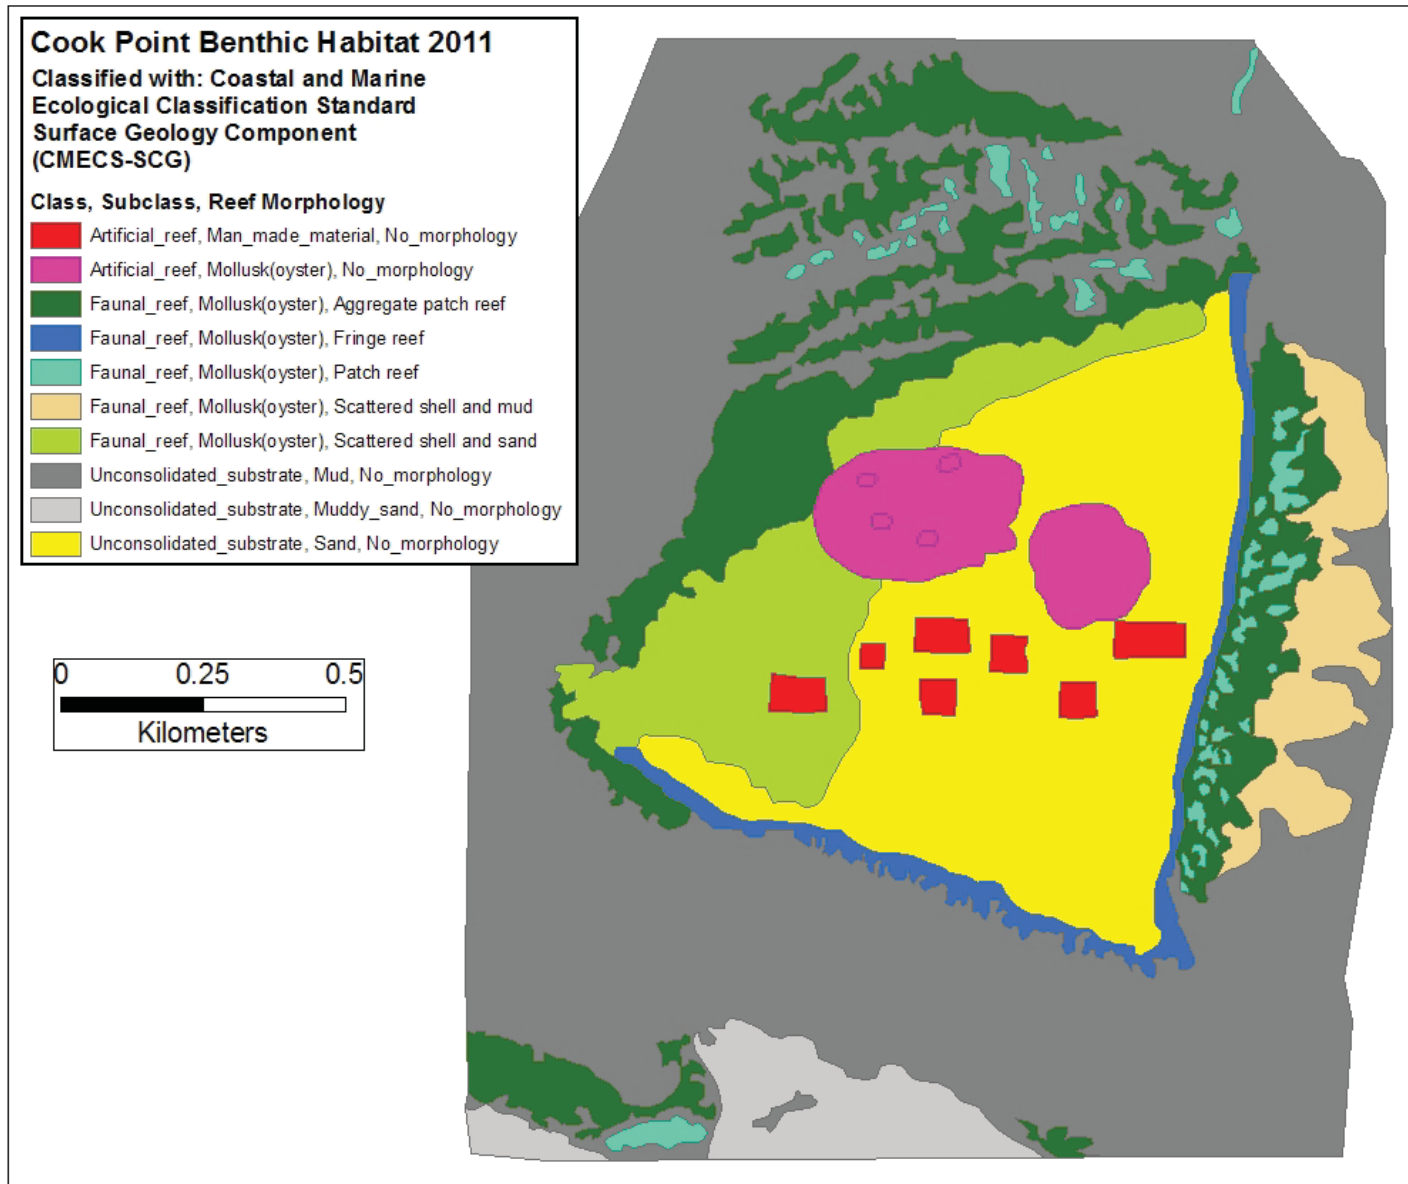 Cook Point Benthic Habitat 2011
Classified with: Coastal and Marine
Ecological Classification Standard
Surface Geology Component
(CMECS-SCG)
Class, Subclass, Reef Morphology
Artificial_reef, Man_made_material, No_morphology
Artificial_reef, Mollusk(oyster), No_morphology
Faunal_reef, Mollusk(oyster), Aggregate patch reef
Faunal_reef, Mollusk(oyster), Fringe reef
Faunal_reef, Mollusk(oyster), Patch reef
Faunal_reef, Mollusk(oyster), Scattered shell and mud
Faunal_reef, Mollusk(oyster), Scattered shell and sand
Unconsolidated_substrate, Mud, No_morphology
Unconsolidated_substrate, Muddy_sand, No_morphology
Unconsolidated_substrate, Sand, No_morphology
0 0.25 0.5
Kilometers